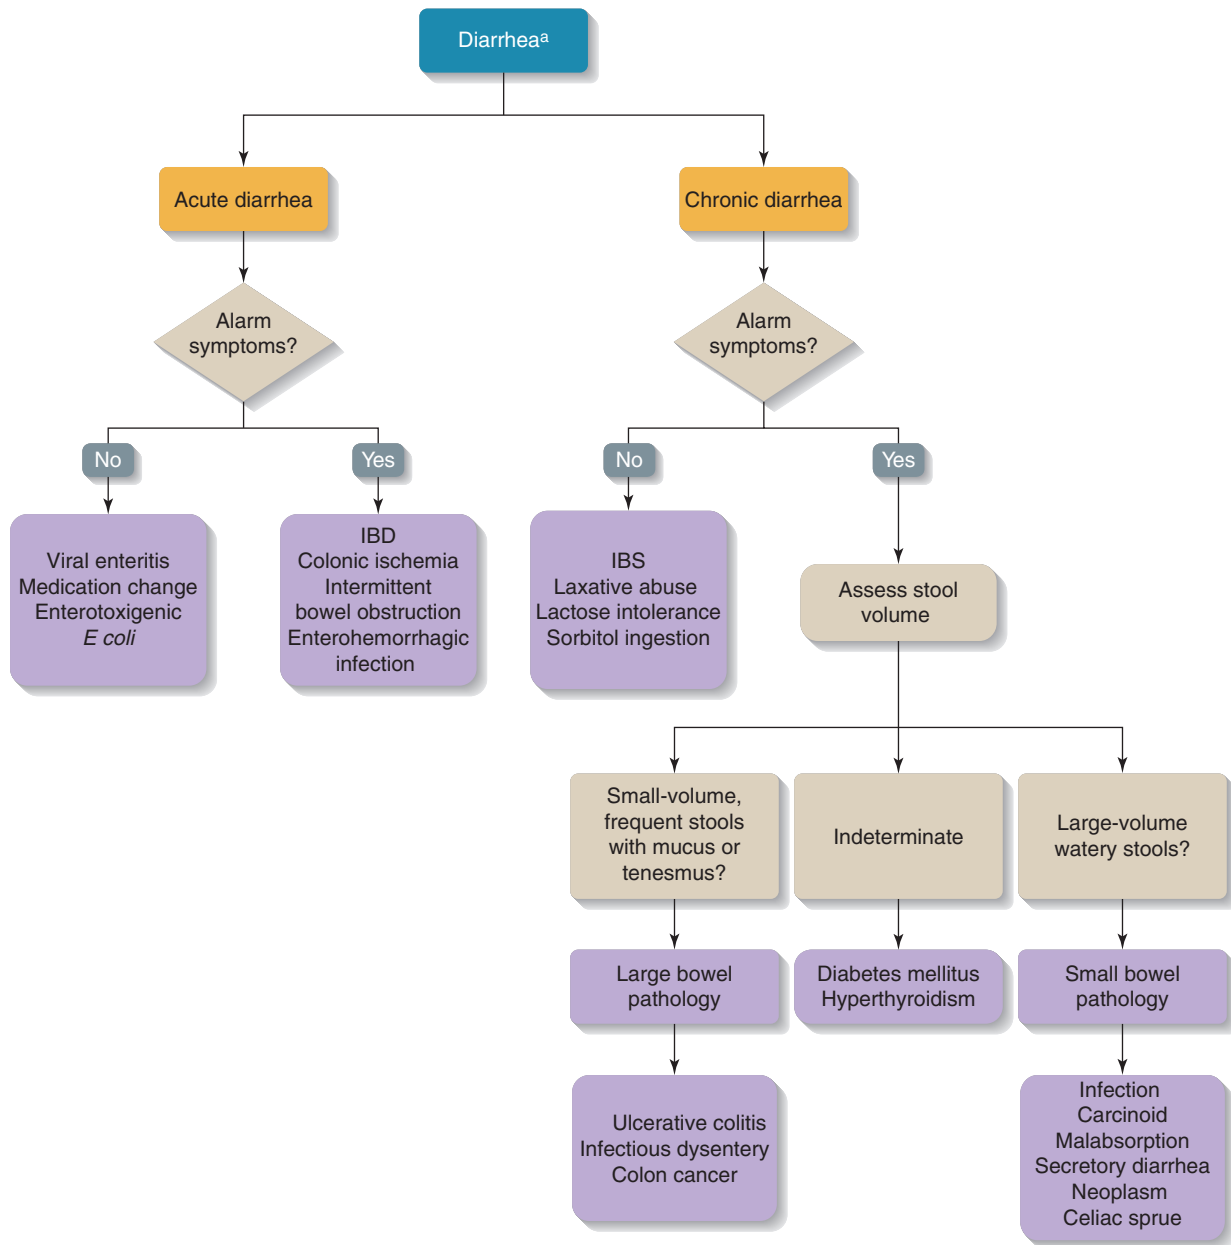 Diarrheaᵃ
Acute diarrhea
Chronic diarrhea
Alarm
symptoms?
Alarm
symptoms?
No
Yes
No
Yes
Viral enteritis
Medication change
Enterotoxigenic
E coli
IBD
Colonic ischemia
Intermittent
bowel obstruction
Enterohemorrhagic
infection
IBS
Laxative abuse
Lactose intolerance
Sorbitol ingestion
Assess stool
volume
Small-volume,
frequent stools
with mucus or
tenesmus?
Indeterminate
Large-volume
watery stools?
Large bowel
pathology
Diabetes mellitus
Hyperthyroidism
Small bowel
pathology
Ulcerative colitis
Infectious dysentery
Colon cancer
Infection
Carcinoid
Malabsorption
Secretory diarrhea
Neoplasm
Celiac sprue